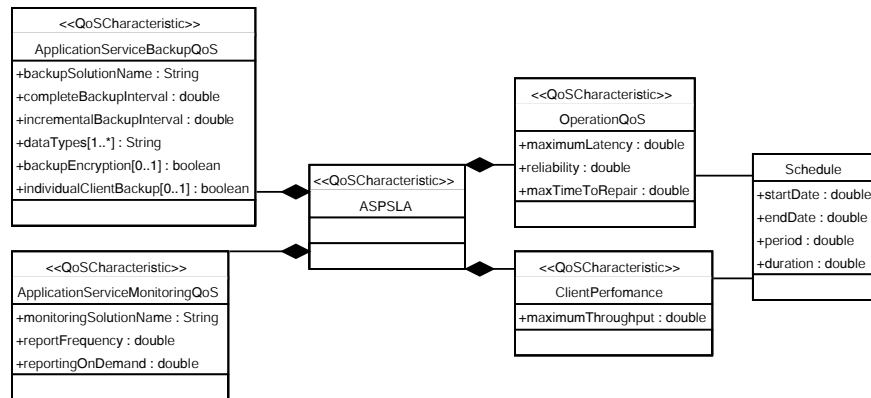 <<QoSCharacteristic>>
ApplicationServiceBackupQoS
+backupSolutionName : String
+completeBackupInterval : double
+incrementalBackupInterval : double
+dataTypes[1..*] : String
+backupEncryption[0..1] : boolean
+individualClientBackup[0..1] : boolean
<<QoSCharacteristic>>
ApplicationServiceMonitoringQoS
+monitoringSolutionName : String
+reportFrequency : double
+reportingOnDemand : double
<<QoSCharacteristic>>
ASPSLA
<<QoSCharacteristic>>
OperationQoS
+maximumLatency : double
+reliability : double
+maxTimeToRepair : double
<<QoSCharacteristic>>
ClientPerfomance
+maximumThroughput : double
Schedule
+startDate : double
+endDate : double
+period : double
+duration : double